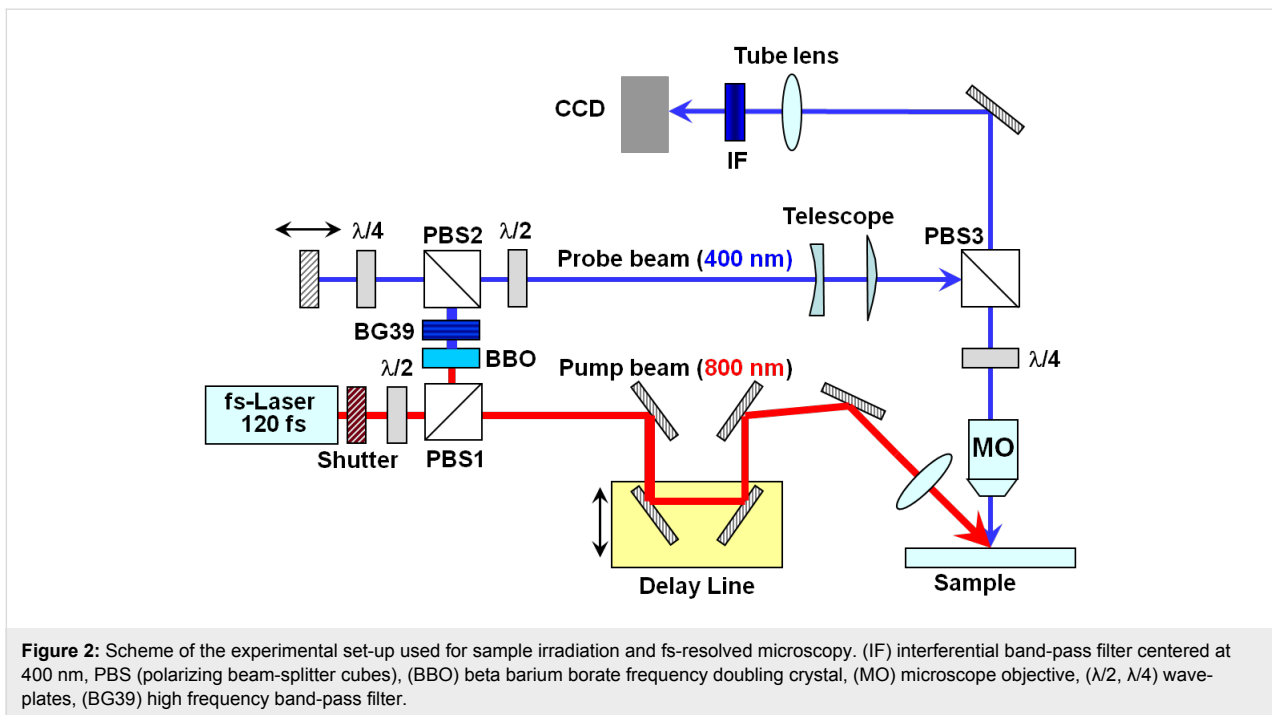 Tube lens
CCD
IF
Telescope
λ/4
PBS2
λ/2
PBS3
Probe beam (400 nm)
BG39
λ/4
λ/2
BBO
Pump beam (800 nm)
fs-Laser
120 fs
MO
Shutter
PBS1
Delay Line
Sample
Figure 2: Scheme of the experimental set-up used for sample irradiation and fs-resolved microscopy. (IF) interferential band-pass filter centered at
400 nm, PBS (polarizing beam-splitter cubes), (BBO) beta barium borate frequency doubling crystal, (MO) microscope objective, (λ/2, λ/4) wave-
plates, (BG39) high frequency band-pass filter.